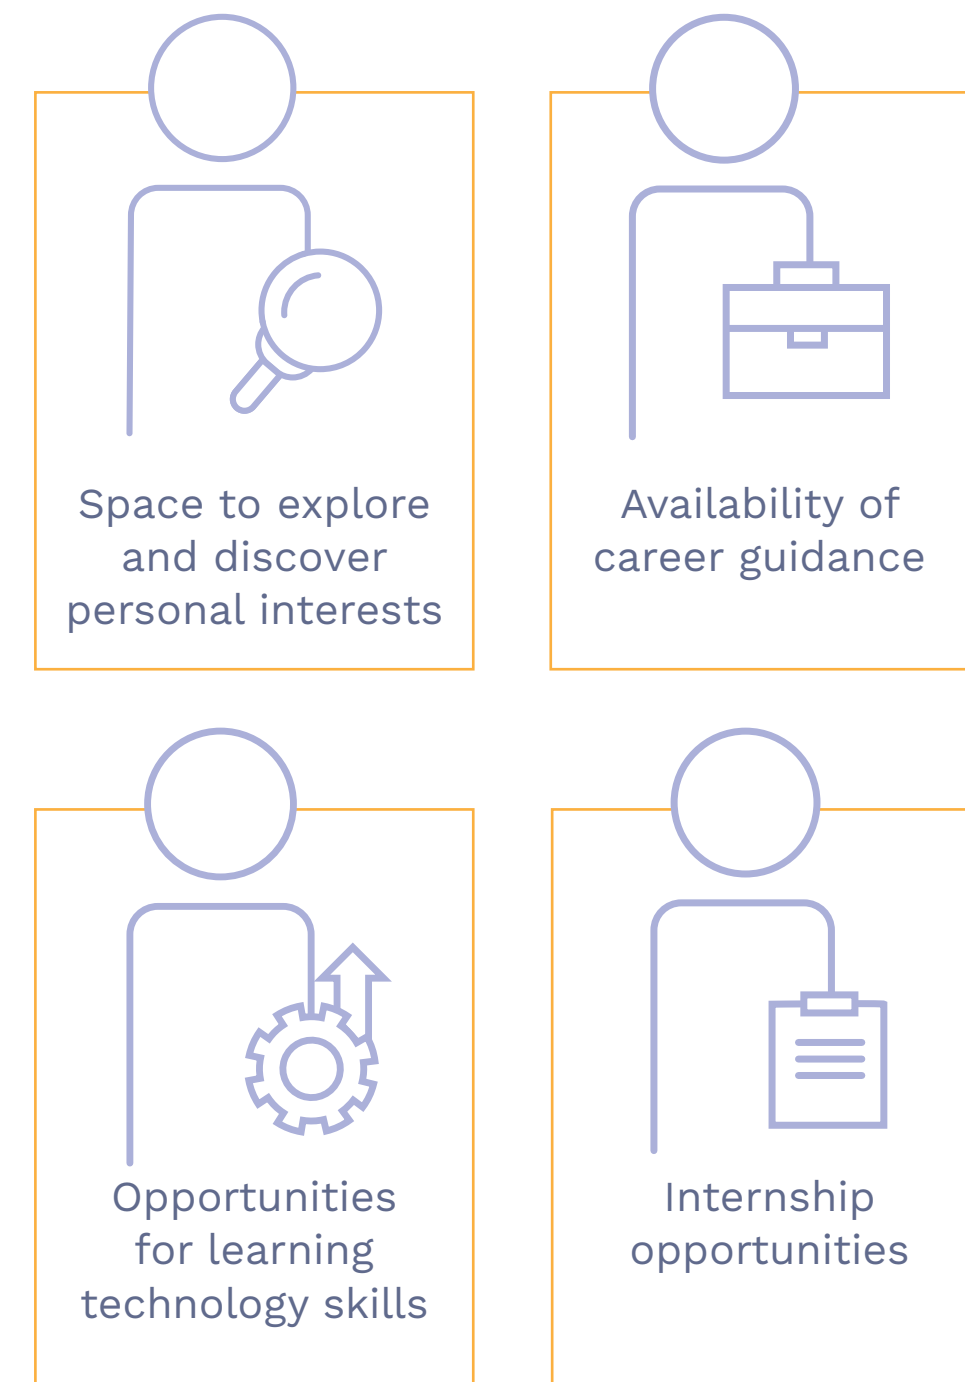 Space to explore
and discover
personal interests
Availability of
career guidance
Opportunities
for learning
technology skills
Internship
opportunities